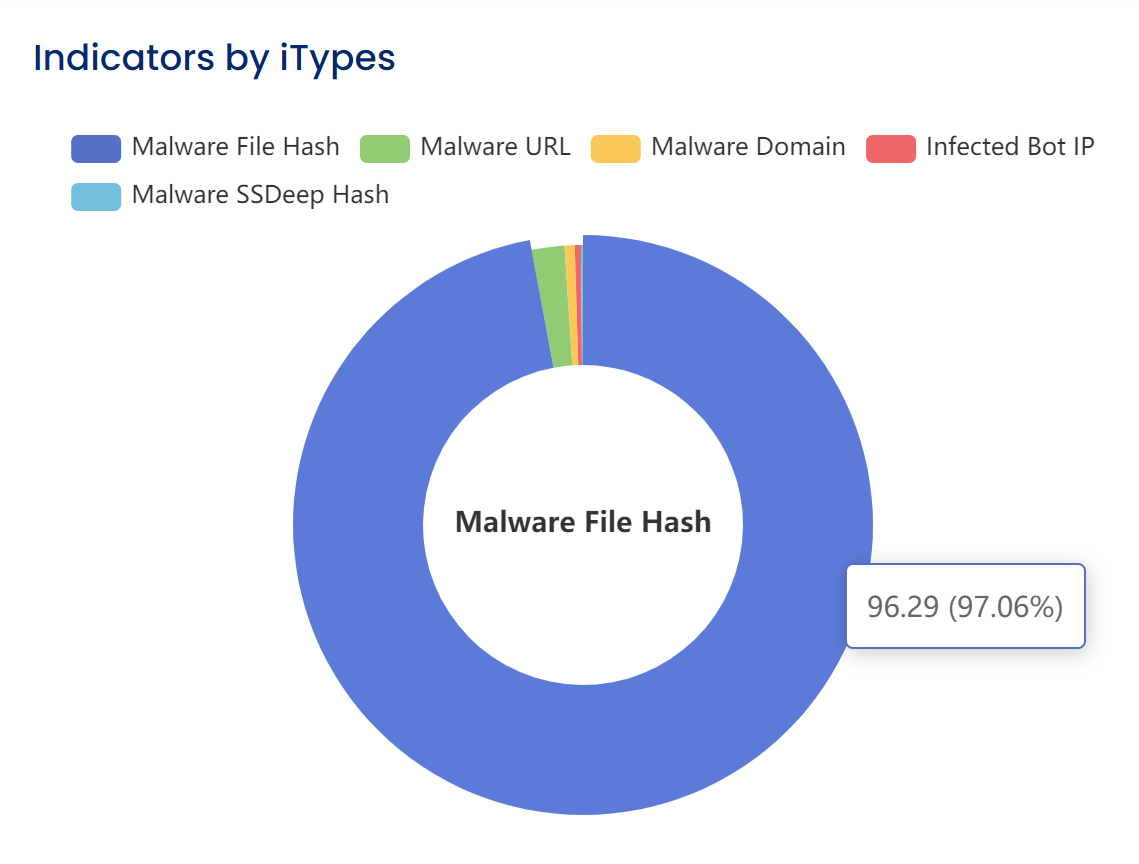 Indicators by iTypes
Malware File Hash Malware URL Malware Domain Infected Bot IP
Malware SSDeep Hash
Malware File Hash
96.29 (97.06%)